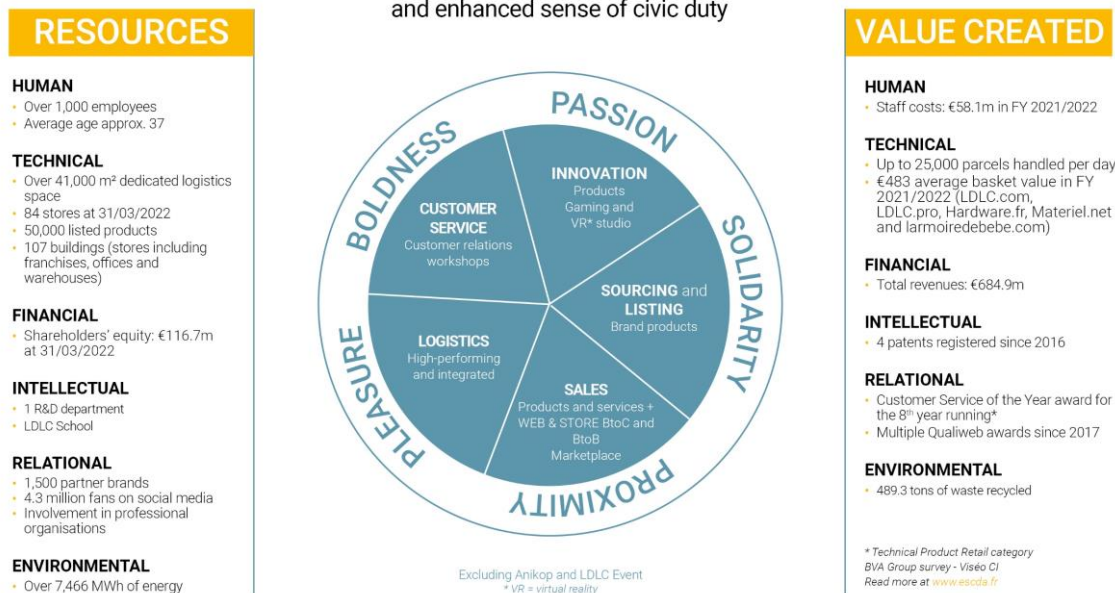 and enhanced sense of civic duty
RESOURCES
HUMAN
• Over 1,000 employees
• Average age approx. 37
TECHNICAL
• Over 41,000 m² dedicated logistics
space
• 84 stores at 31/03/2022
• 50,000 listed products
• 107 buildings (stores including
franchises, offices and
warehouses)
FINANCIAL
• Shareholders' equity: €116.7m
at 31/03/2022
INTELLECTUAL
• 1 R&D department
• LDLC School
RELATIONAL
• 1,500 partner brands
• 4.3 million fans on social media
• Involvement in professional
organisations
ENVIRONMENTAL
• Over 7,466 MWh of energy
PASSION
SOLIDARITY
PROXIMITY
PLEASURE
BOLDNESS
INNOVATION
Products
Gaming and
VR* studio
SOURCING and
LISTING
Brand products
SALES
Products and services +
WEB & STORE BtoC and
BtoB
Marketplace
LOGISTICS
High-performing
and integrated
CUSTOMER
SERVICE
Customer relations
workshops
Excluding Anikop and LDLC Event
* VR = virtual reality
VALUE CREATED
HUMAN
• Staff costs: €58.1m in FY 2021/2022
TECHNICAL
• Up to 25,000 parcels handled per day
• €483 average basket value in FY
2021/2022 (LDLC.com,
LDLC.pro, Hardware.fr, Materiel.net
and larmoiredebebe.com)
FINANCIAL
• Total revenues: €684.9m
INTELLECTUAL
• 4 patents registered since 2016
RELATIONAL
• Customer Service of the Year award for
the 8th year running*
• Multiple Qualiweb awards since 2017
ENVIRONMENTAL
• 489.3 tons of waste recycled
* Technical Product Retail category
BVA Group survey - Viséo CI
Read more at www.escda.fr